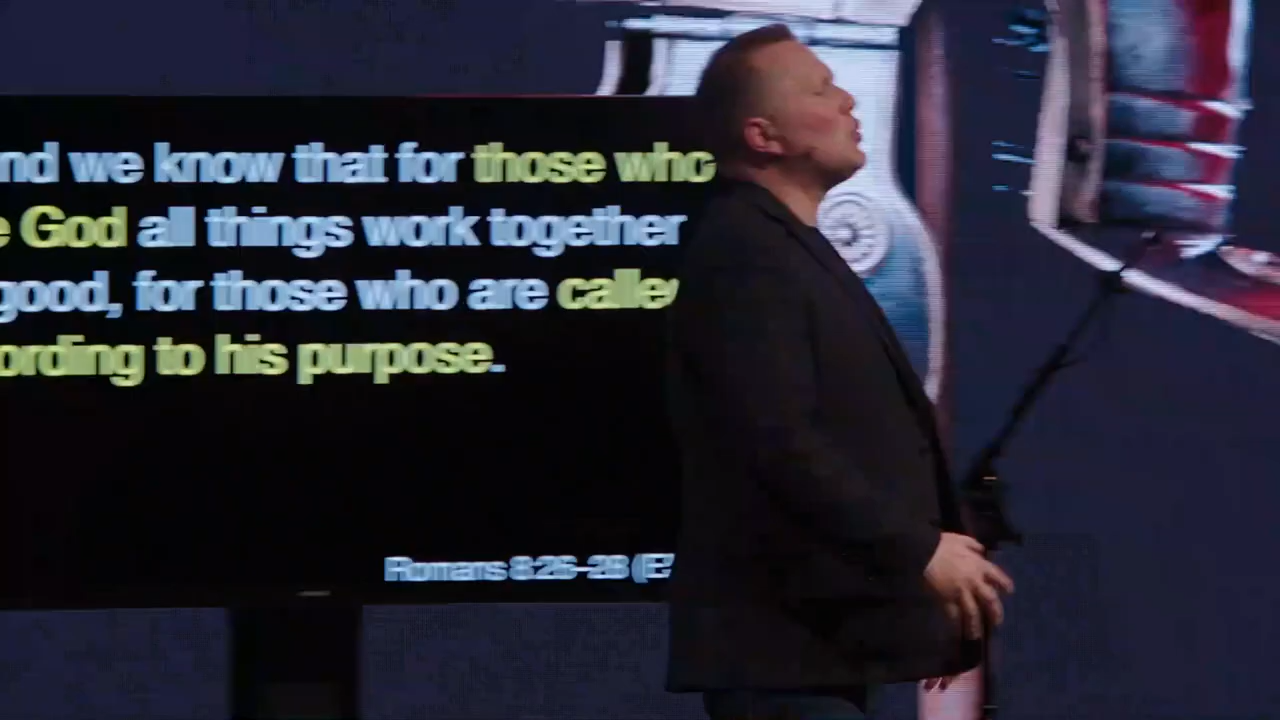 nd we know that for those who
e God all things work together
good, for those who are calle
ording to his purpose.
Romans 8:26-28 (E